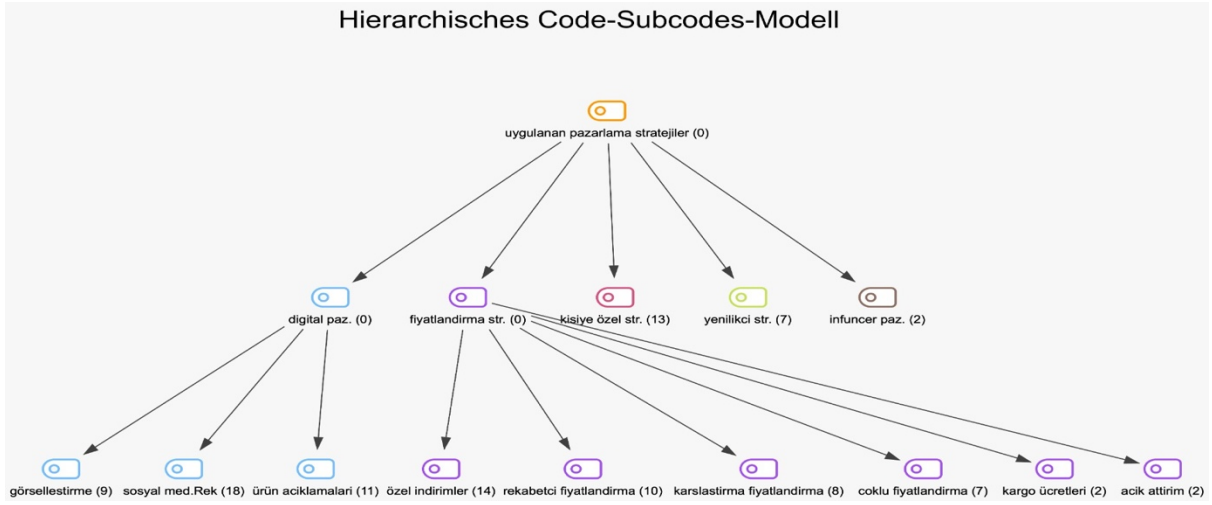 Hierarchisches Code-Subcodes-Modell
uygulanan pazarlama stratejiler (0)
digital paz. (0) fiyatlandirma str. (0) kisiye özel str. (13) yenilikci str. (7) infuncer paz. (2)
görsellestirme (9) sosyal med.Rek (18) ürün aciklamalari (11) özel indirimler (14) rekabetci fiyatlandirma (10) karslastirma fiyatlandirma (8) coklu fiyatlandirma (7) kargo ücretleri (2) acik attirim (2)